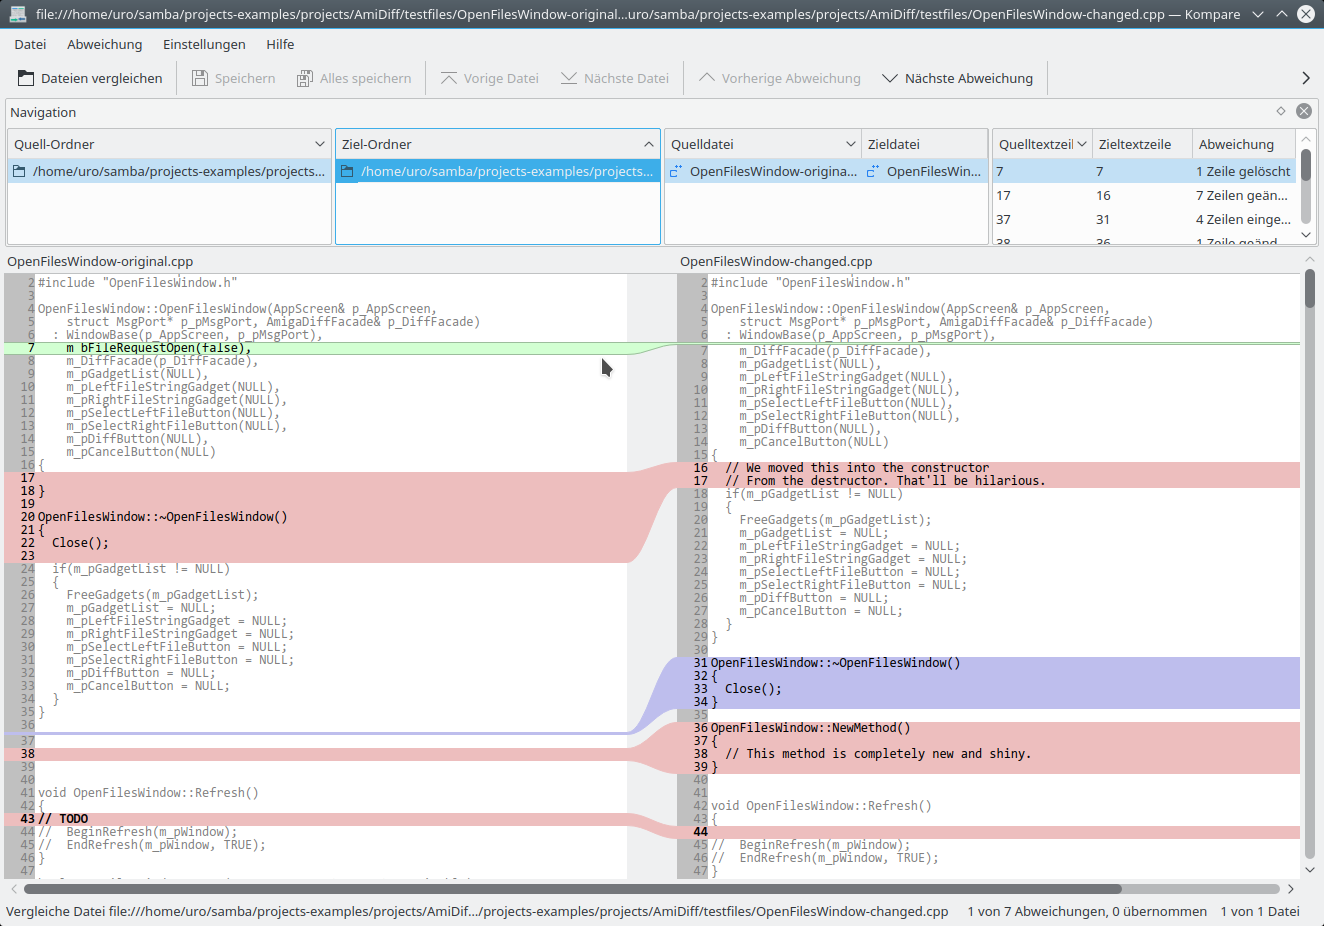 file:///home/uro/samba/projects-examples/projects/AmiDiff/testfiles/OpenFilesWindow-original...uro/samba/projects-examples/projects/AmiDiff/testfiles/OpenFilesWindow-changed.cpp — Kompare
Datei Abweichung Einstellungen Hilfe
Dateien vergleichen Speichern Alles speichern Vorige Datei Nächste Datei Vorherige Abweichung Nächste Abweichung
Navigation
Quell-Ordner Ziel-Ordner Quelldatei Zieldatei Quelltextzeil Zieltextzeile Abweichung
/home/uro/samba/projects-examples/projects... /home/uro/samba/projects-examples/projects... OpenFilesWindow-origina... OpenFilesWin... 7 7 1 Zeile gelöscht
17 16 7 Zeilen geän...
37 31 4 Zeilen einge...
38 36 1 Zeile geänd
OpenFilesWindow-original.cpp
2 #include "OpenFilesWindow.h"
3
4 OpenFilesWindow::OpenFilesWindow(AppScreen& p_AppScreen,
5     struct MsgPort* p_pMsgPort, AmigaDiffFacade& p_DiffFacade)
6   : WindowBase(p_AppScreen, p_pMsgPort),
7     m_bFileRequestOpen(false),
8     m_DiffFacade(p_DiffFacade),
9     m_pGadgetList(NULL),
10     m_pLeftFileStringGadget(NULL),
11     m_pRightFileStringGadget(NULL),
12     m_pSelectLeftFileButton(NULL),
13     m_pSelectRightFileButton(NULL),
14     m_pDiffButton(NULL),
15     m_pCancelButton(NULL)
16 {
17
18 }
19
20 OpenFilesWindow::~OpenFilesWindow()
21 {
22   Close();
23
24   if(m_pGadgetList != NULL)
25   {
26     FreeGadgets(m_pGadgetList);
27     m_pGadgetList = NULL;
28     m_pLeftFileStringGadget = NULL;
29     m_pRightFileStringGadget = NULL;
30     m_pSelectLeftFileButton = NULL;
31     m_pSelectRightFileButton = NULL;
32     m_pDiffButton = NULL;
33     m_pCancelButton = NULL;
34   }
35 }
36
37
38
39
40
41 void OpenFilesWindow::Refresh()
42 {
43 // TODO
44 //  BeginRefresh(m_pWindow);
45 //  EndRefresh(m_pWindow, TRUE);
46 }
47
OpenFilesWindow-changed.cpp
2 #include "OpenFilesWindow.h"
3
4 OpenFilesWindow::OpenFilesWindow(AppScreen& p_AppScreen,
5     struct MsgPort* p_pMsgPort, AmigaDiffFacade& p_DiffFacade)
6   : WindowBase(p_AppScreen, p_pMsgPort),
7     m_DiffFacade(p_DiffFacade),
8     m_pGadgetList(NULL),
9     m_pLeftFileStringGadget(NULL),
10     m_pRightFileStringGadget(NULL),
11     m_pSelectLeftFileButton(NULL),
12     m_pSelectRightFileButton(NULL),
13     m_pDiffButton(NULL),
14     m_pCancelButton(NULL)
15 {
16   // We moved this into the constructor
17   // From the destructor. That'll be hilarious.
18   if(m_pGadgetList != NULL)
19   {
20     FreeGadgets(m_pGadgetList);
21     m_pGadgetList = NULL;
22     m_pLeftFileStringGadget = NULL;
23     m_pRightFileStringGadget = NULL;
24     m_pSelectLeftFileButton = NULL;
25     m_pSelectRightFileButton = NULL;
26     m_pDiffButton = NULL;
27     m_pCancelButton = NULL;
28   }
29 }
30
31 OpenFilesWindow::~OpenFilesWindow()
32 {
33   Close();
34 }
35
36 OpenFilesWindow::NewMethod()
37 {
38   // This method is completely new and shiny.
39 }
40
41
42 void OpenFilesWindow::Refresh()
43 {
44
45 //  BeginRefresh(m_pWindow);
46 //  EndRefresh(m_pWindow, TRUE);
47 }
Vergleiche Datei file:///home/uro/samba/projects-examples/projects/AmiDif.../projects-examples/projects/AmiDiff/testfiles/OpenFilesWindow-changed.cpp 1 von 7 Abweichungen, 0 übernommen 1 von 1 Datei